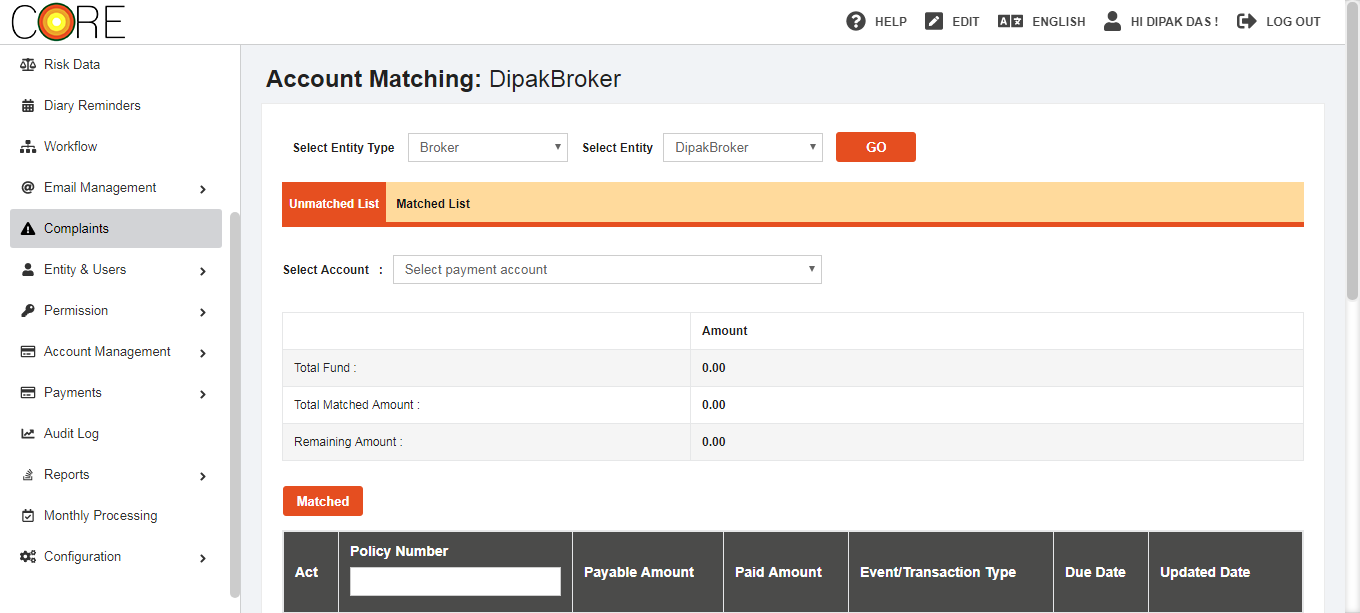 CORE
HELP
EDIT
ENGLISH
HI DIPAK DAS !
LOG OUT
Risk Data
Diary Reminders
Workflow
Email Management
Complaints
Entity & Users
Permission
Account Management
Payments
Audit Log
Reports
Monthly Processing
Configuration
Account Matching: DipakBroker
Select Entity Type Broker Select Entity DipakBroker GO
Unmatched List Matched List
Select Account : Select payment account
Amount
Total Fund : 0.00
Total Matched Amount : 0.00
Remaining Amount : 0.00
Matched
Act Policy Number Payable Amount Paid Amount Event/Transaction Type Due Date Updated Date